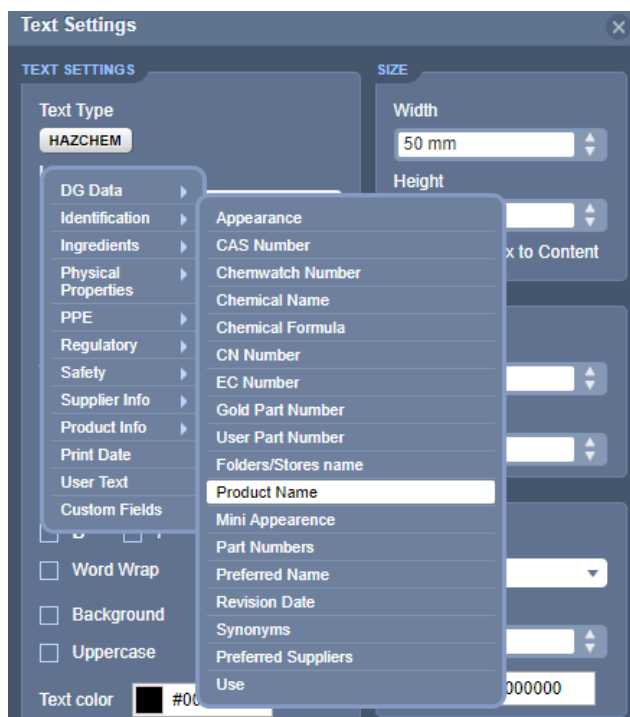 Text Settings
TEXT SETTINGS
SIZE
Text Type
HAZCHEM
Width
50 mm
Height
x to Content
DG Data
Identification
Ingredients
Physical
Properties
PPE
Regulatory
Safety
Supplier Info
Product Info
Print Date
User Text
Custom Fields
Appearance
CAS Number
Chemwatch Number
Chemical Name
Chemical Formula
CN Number
EC Number
Gold Part Number
User Part Number
Folders/Stores name
Product Name
Mini Appearence
Part Numbers
Preferred Name
Revision Date
Synonyms
Preferred Suppliers
Use
Word Wrap
Background
Uppercase
Text color
#00
000000